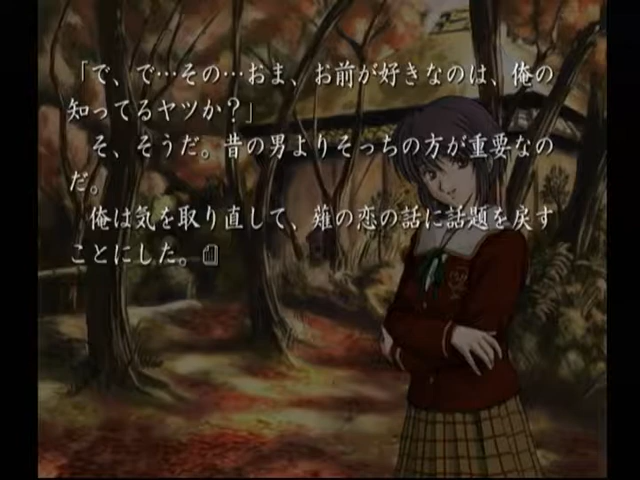 「で、で…その…おま、お前が好きなのは、俺の
知ってるヤツか？」
　そ、そうだ。昔の男よりそっちの方が重要なの
だ。
　俺は気を取り直して、薙の恋の話に話題を戻す
ことにした。